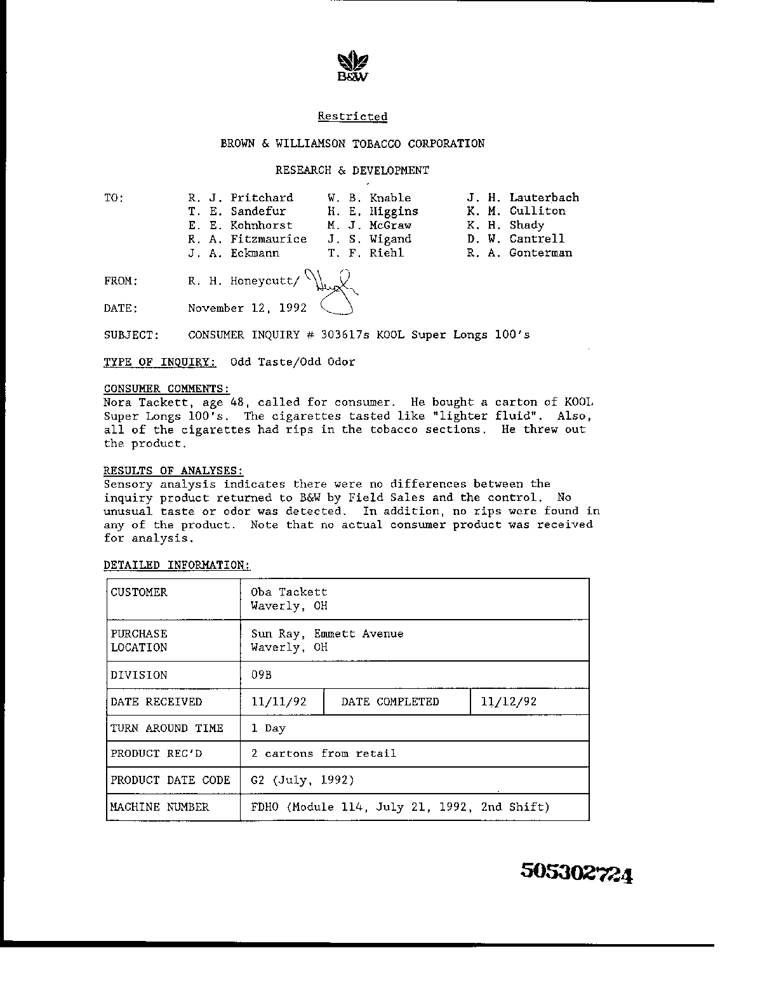 B&W
Restricted
BROWN & WILLIAMSON TOBACCO CORPORATION
RESEARCH & DEVELOPMENT
TO: R. J. Pritchard W. B. Knable J. H. Lauterbach
T. E. Sandefur H. E. Higgins K. M. Culliton
E. E. Kohnhorst M. J. McGraw K. H. Shady
R. A. Fitzmaurice J. S. Wigand D. W. Cantrell
J. A. Eckmann T. F. Riehl R. A. Gonterman
FROM: R. H. Honeycutt/
DATE: November 12, 1992
SUBJECT: CONSUMER INQUIRY # 303617s KOOL Super Longs 100's
TYPE OF INQUIRY: Odd Taste/Odd Odor
CONSUMER COMMENTS:
Nora Tackett, age 48, called for consumer. He bought a carton of KOOL
Super Longs 100's. The cigarettes tasted like "lighter fluid". Also,
all of the cigarettes had rips in the tobacco sections. He threw out
the product.
RESULTS OF ANALYSES:
Sensory analysis indicates there were no differences between the
inquiry product returned to B&W by Field Sales and the control. No
unusual taste or odor was detected. In addition, no rips were found in
any of the product. Note that no actual consumer product was received
for analysis.
DETAILED INFORMATION:
CUSTOMER Oba Tackett
Waverly, OH
PURCHASE Sun Ray, Emmett Avenue
LOCATION Waverly, OH
DIVISION 09B
DATE RECEIVED 11/11/92 DATE COMPLETED 11/12/92
TURN AROUND TIME 1 Day
PRODUCT REC'D 2 cartons from retail
PRODUCT DATE CODE G2 (July, 1992)
MACHINE NUMBER FDHO (Module 114, July 21, 1992, 2nd Shift)
505302724